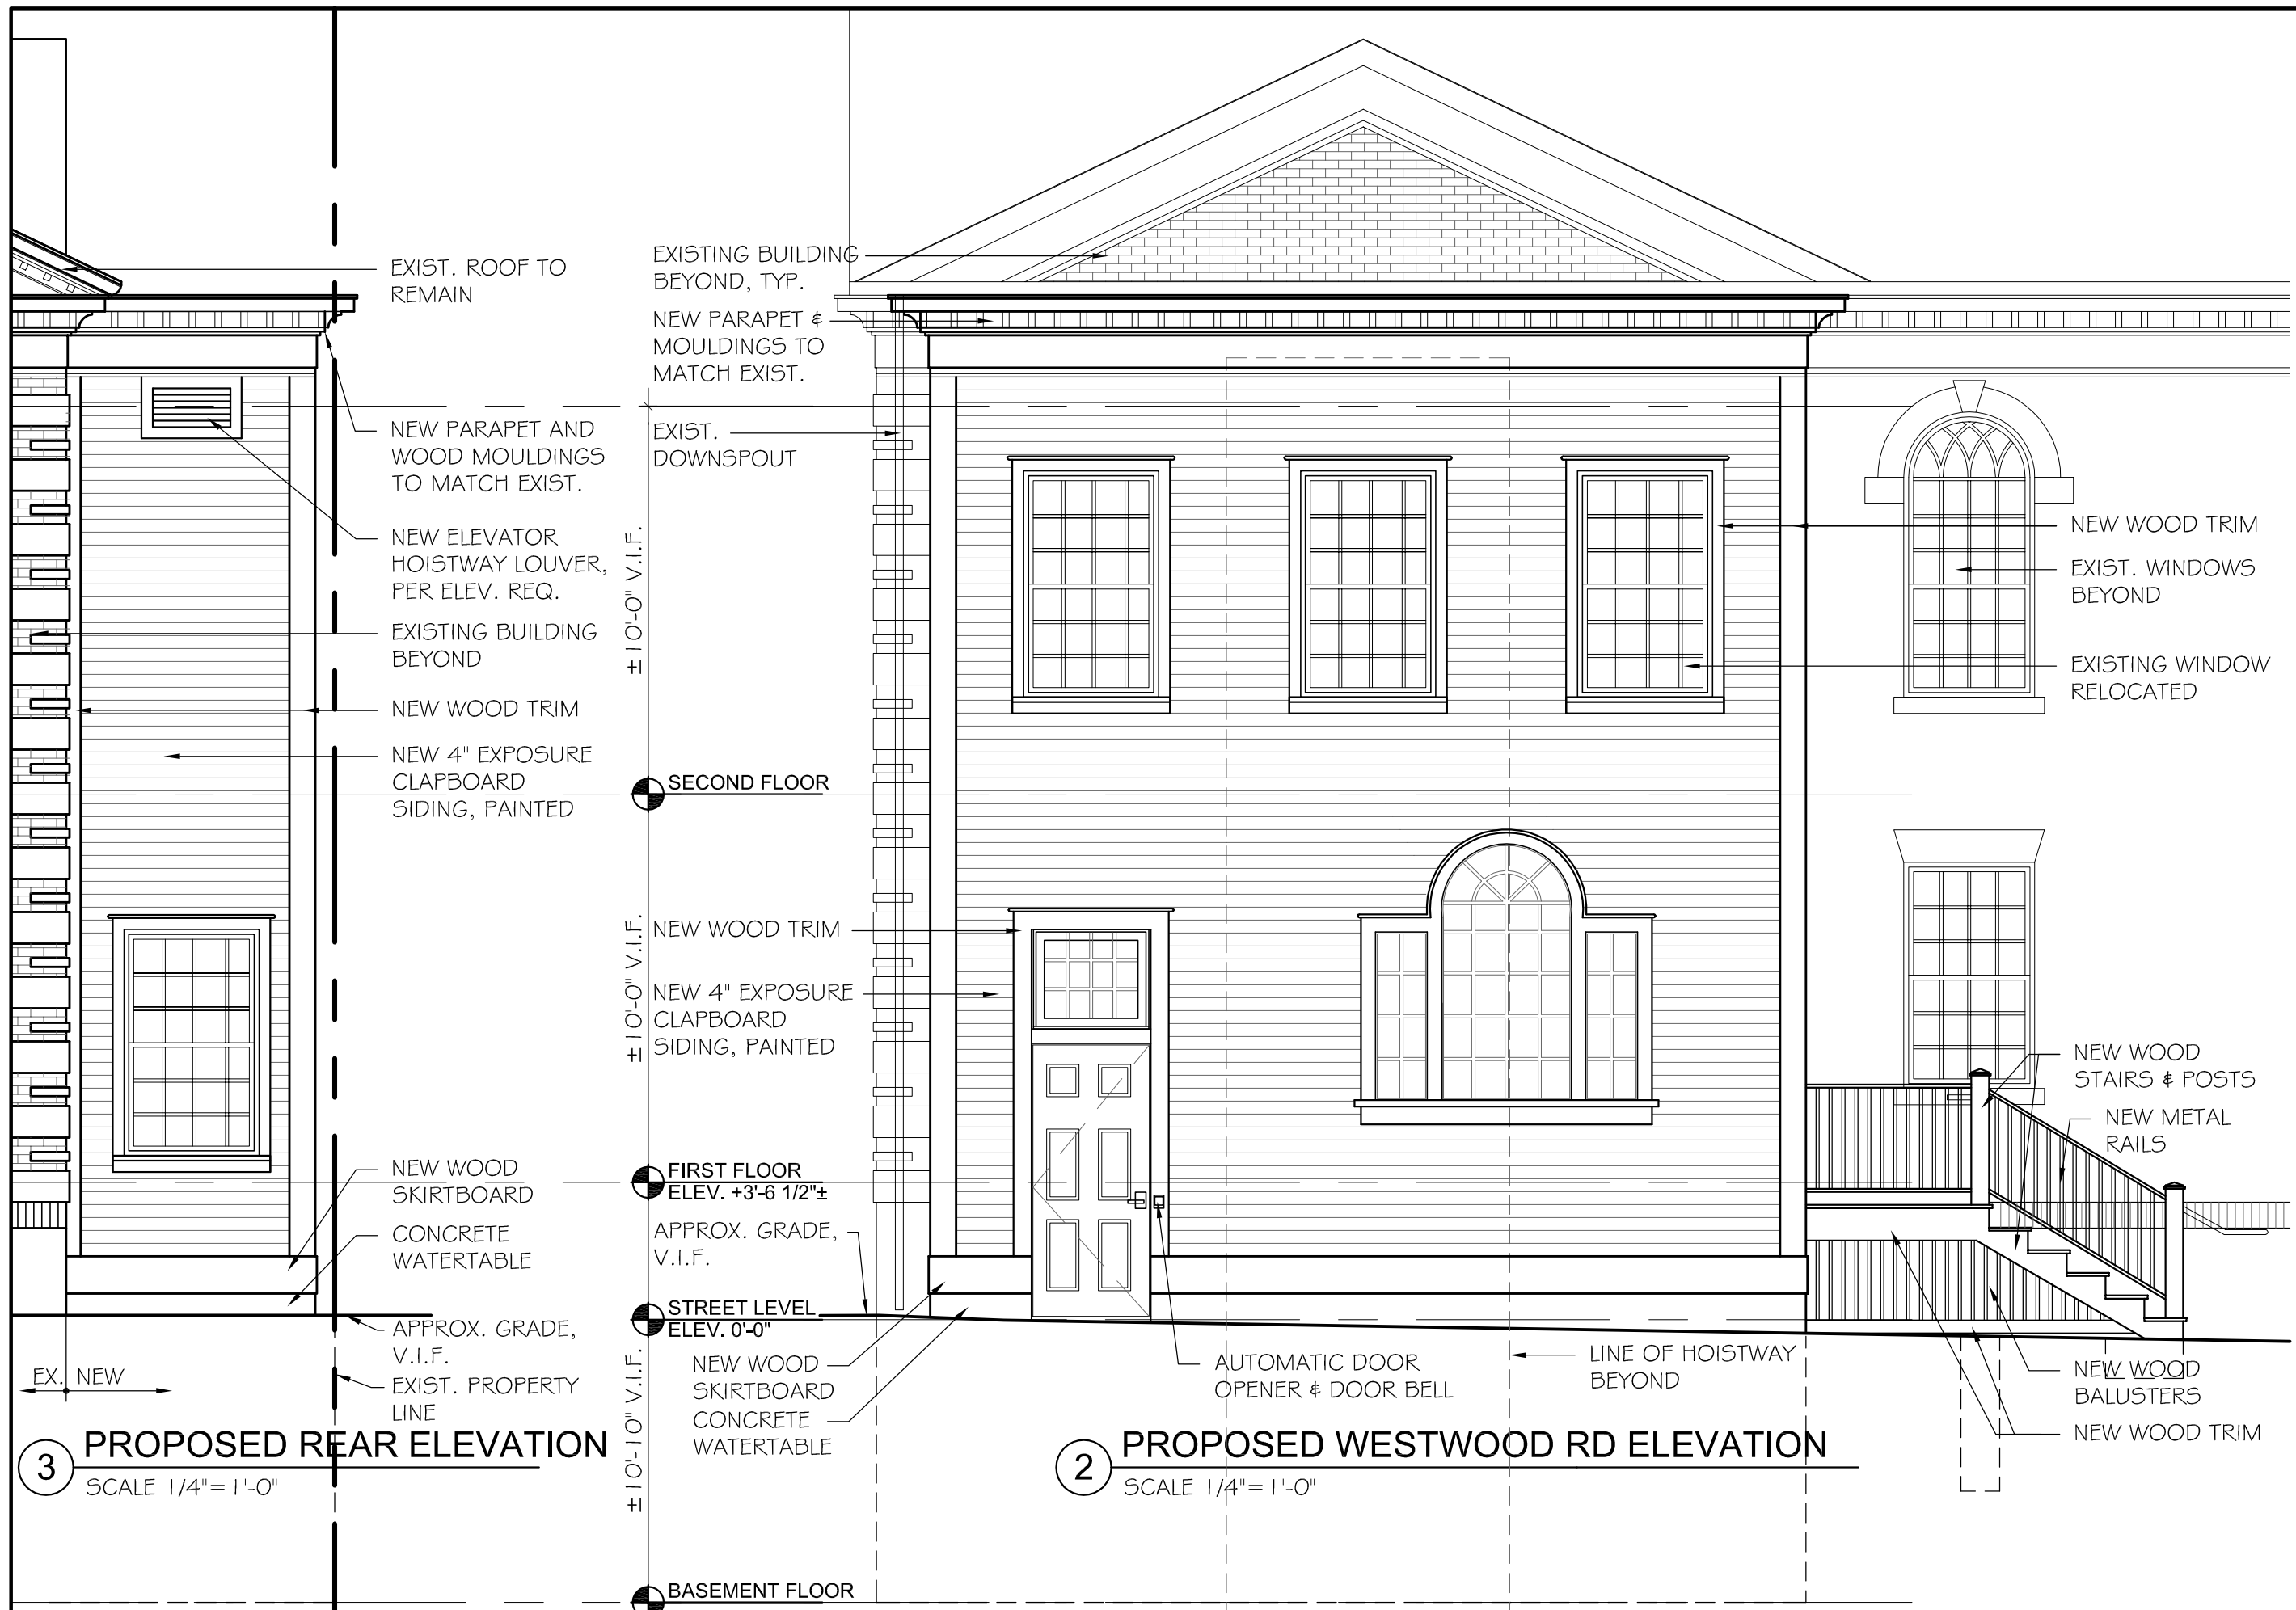 EXIST. ROOF TO
REMAIN
NEW PARAPET AND
WOOD MOULDINGS
TO MATCH EXIST.
NEW ELEVATOR
HOISTWAY LOUVER,
PER ELEV. REQ.
EXISTING BUILDING
BEYOND
NEW WOOD TRIM
NEW 4" EXPOSURE
CLAPBOARD
SIDING, PAINTED
NEW WOOD
SKIRTBOARD
CONCRETE
WATERTABLE
APPROX. GRADE,
V.I.F.
EXIST. PROPERTY
LINE
EX. NEW
3 PROPOSED REAR ELEVATION
SCALE 1/4"= 1'-0"
±10'-0" V.I.F.
±10'-0" V.I.F.
±10'-10" V.I.F.
EXISTING BUILDING
BEYOND, TYP.
NEW PARAPET &
MOULDINGS TO
MATCH EXIST.
EXIST.
DOWNSPOUT
SECOND FLOOR
NEW WOOD TRIM
NEW 4" EXPOSURE
CLAPBOARD
SIDING, PAINTED
FIRST FLOOR
ELEV. +3'-6 1/2"±
APPROX. GRADE,
V.I.F.
STREET LEVEL
ELEV. 0'-0"
NEW WOOD
SKIRTBOARD
CONCRETE
WATERTABLE
BASEMENT FLOOR
AUTOMATIC DOOR
OPENER & DOOR BELL
LINE OF HOISTWAY
BEYOND
2 PROPOSED WESTWOOD RD ELEVATION
SCALE 1/4"= 1'-0"
NEW WOOD TRIM
EXIST. WINDOWS
BEYOND
EXISTING WINDOW
RELOCATED
NEW WOOD
STAIRS & POSTS
NEW METAL
RAILS
NEW WOOD
BALUSTERS
NEW WOOD TRIM